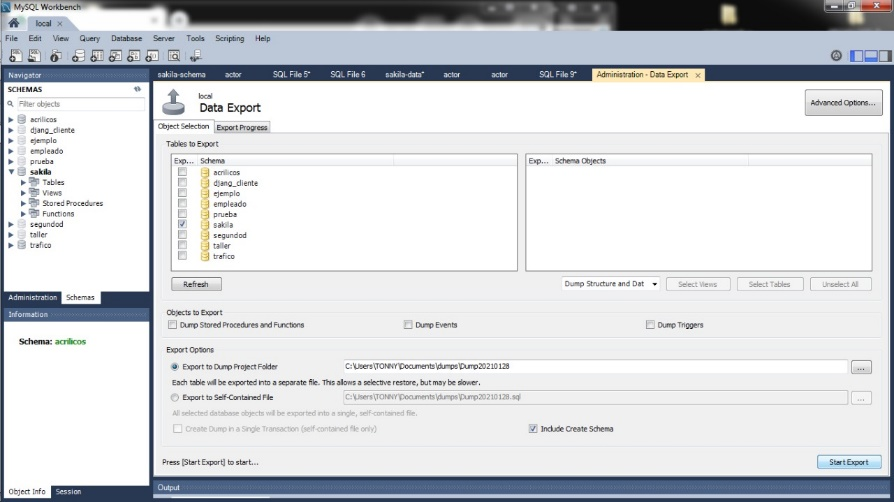 MySQL Workbench
local
File Edit View Query Database Server Tools Scripting Help
Navigator
SCHEMAS
Filter objects
acrilicos
djang_cliente
ejemplo
empleado
prueba
sakila
Tables
Views
Stored Procedures
Functions
segundod
taller
trafico
Administration Schemas
Information
Schema: acrilicos
Object Info Session
sakila-schema actor SQL File 5* SQL File 6 sakila-data* actor actor SQL File 9* Administration - Data Export
local
Data Export
Advanced Options...
Object Selection Export Progress
Tables to Export
Exp... Schema
acrilicos
djang_cliente
ejemplo
empleado
prueba
sakila
segundod
taller
trafico
Exp... Schema Objects
Refresh Dump Structure and Dat Select Views Select Tables Unselect All
Objects to Export
Dump Stored Procedures and Functions Dump Events Dump Triggers
Export Options
Export to Dump Project Folder C:\Users\TONNY\Documents\dumps\Dump20210128 ...
Each table will be exported into a separate file. This allows a selective restore, but may be slower.
Export to Self-Contained File C:\Users\TONNY\Documents\dumps\Dump20210128.sql ...
All selected database objects will be exported into a single, self-contained file.
Create Dump in a Single Transaction (self-contained file only) Include Create Schema
Press [Start Export] to start... Start Export
Output